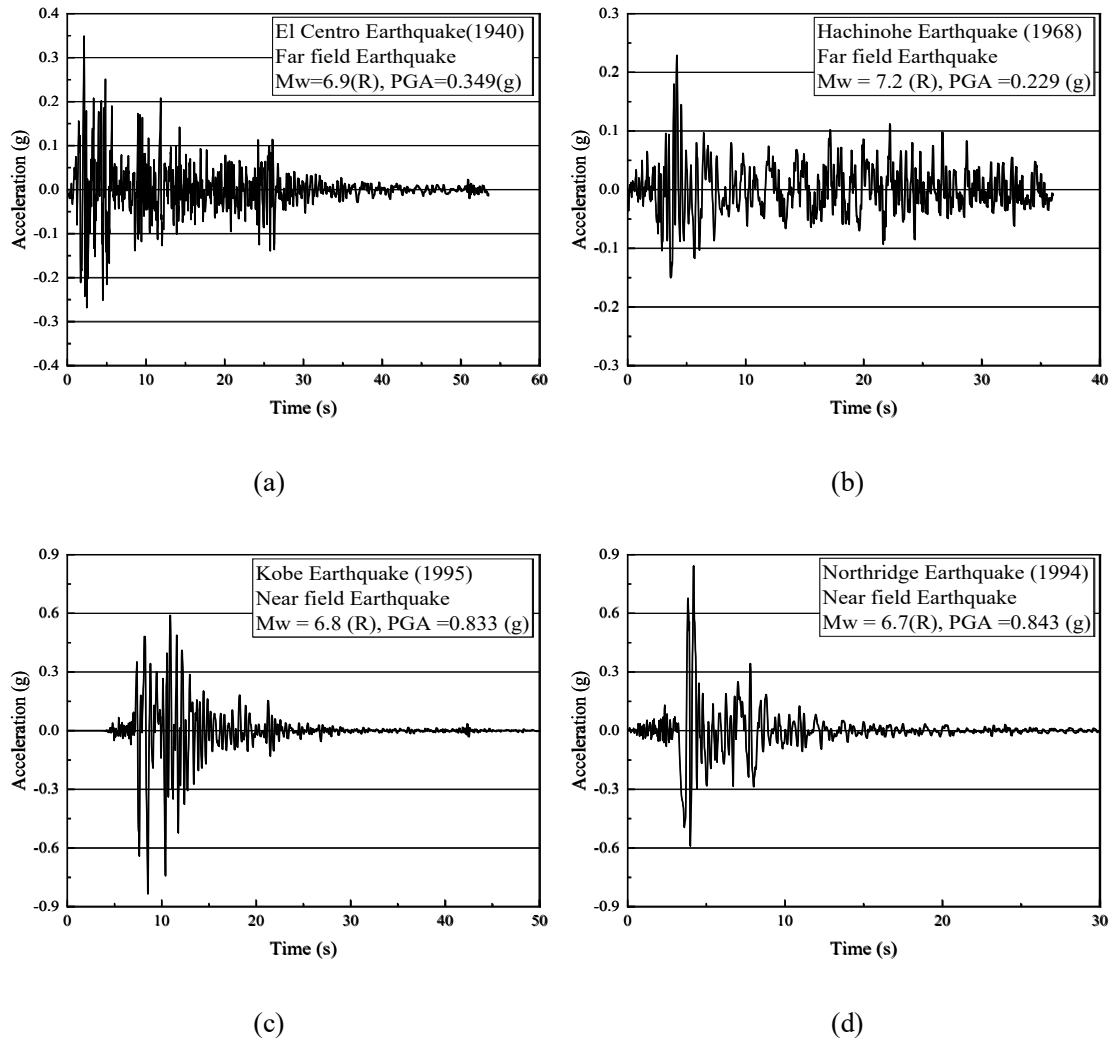 El Centro Earthquake(1940)
Far field Earthquake
Mw=6.9(R), PGA=0.349(g)
0.4
0.3
0.2
0.1
0.0
-0.1
-0.2
-0.3
-0.4
Acceleration (g)
0 10 20 30 40 50 60
Time (s)
(a)
Hachinohe Earthquake (1968)
Far field Earthquake
Mw = 7.2 (R), PGA =0.229 (g)
0.3
0.2
0.1
0.0
-0.1
-0.2
-0.3
Acceleration (g)
0 10 20 30 40
Time (s)
(b)
Kobe Earthquake (1995)
Near field Earthquake
Mw = 6.8 (R), PGA =0.833 (g)
0.9
0.6
0.3
0.0
-0.3
-0.6
-0.9
Acceleration (g)
0 10 20 30 40 50
Time (s)
(c)
Northridge Earthquake (1994)
Near field Earthquake
Mw = 6.7(R), PGA =0.843 (g)
0.9
0.6
0.3
0.0
-0.3
-0.6
-0.9
Acceleration (g)
0 10 20 30
Time (s)
(d)